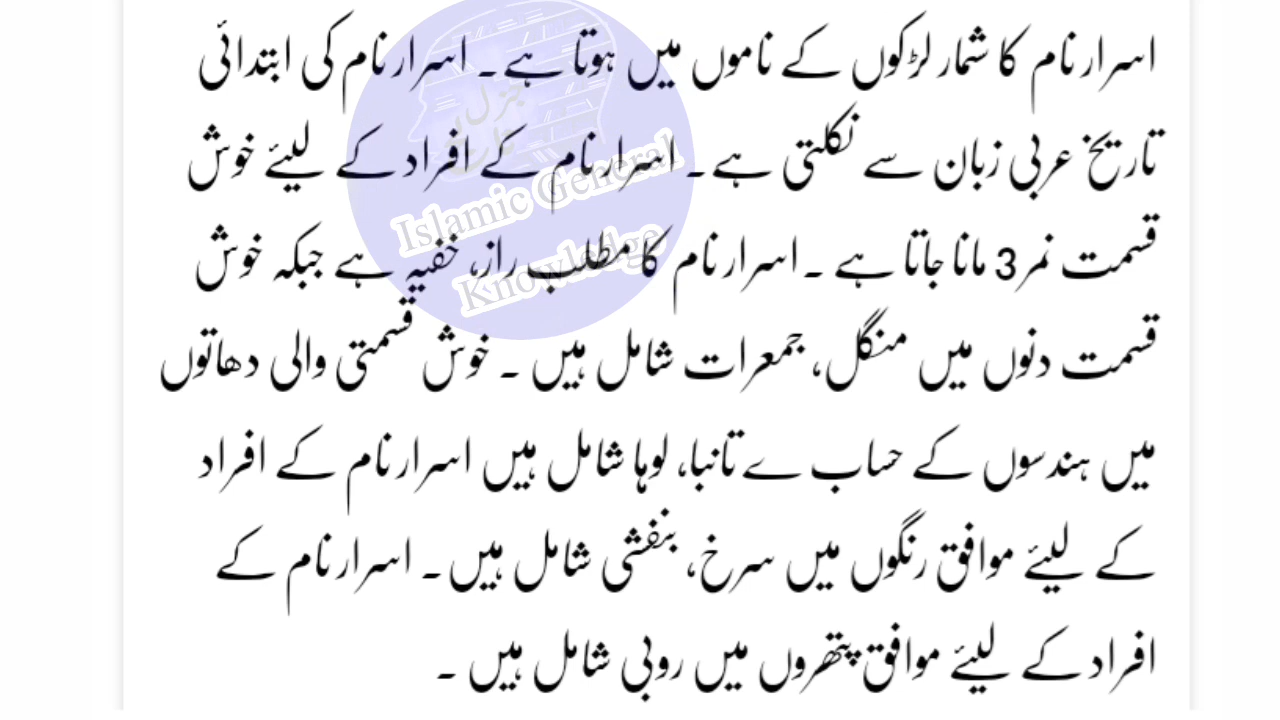 اسرار نام کا شمار لڑکوں کے ناموں میں ہوتا ہے۔ اسرار نام کی ابتدائی
تاریخ عربی زبان سے نکلتی ہے۔ اسرار نام کے افراد کے لیئے خوش
قسمت نمر 3 مانا جاتا ہے ۔اسرار نام کا مطلب راز، خفیہ ہے جبکہ خوش
قسمت دنوں میں منگل، جمعرات شامل ہیں ۔ خوش قسمتی والی دھاتوں
میں ہندسوں کے حساب ے تانبا، لوہا شامل ہیں اسرار نام کے افراد
کے لیئے موافق رنگوں میں سرخ، بنفشی شامل ہیں۔ اسرار نام کے
افراد کے لیئے موافق پتھروں میں روبی شامل ہیں ۔
جنرل
Islamic General
Knowledge